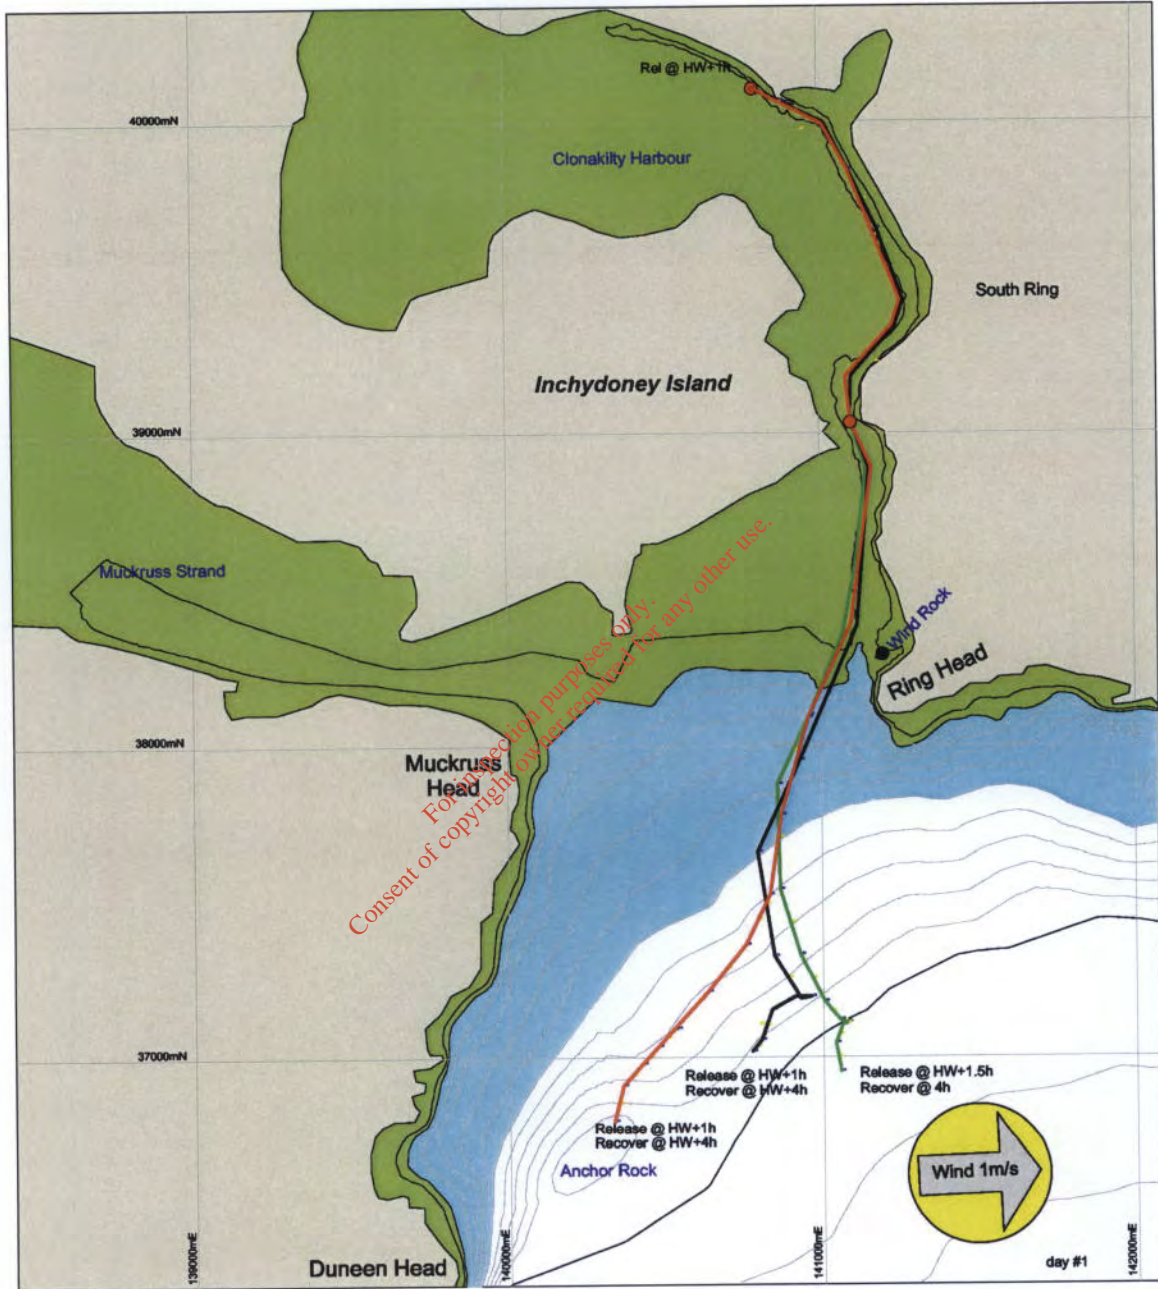 Rel @ HW+1h
40000mN
Clonakilty Harbour
South Ring
Inchydoney Island
39000mN
Muckruss Strand
Wind Rock
Ring Head
38000mN
Muckruss
Head
For inspection purposes only.
Consent of copyright owner required for any other use.
37000mN
Release @ HW+1h
Recover @ HW+4h
Release @ HW+1.5h
Recover @ 4h
Release @ HW+1h
Recover @ HW+4h
Anchor Rock
Wind 1m/s
139000mE
140000mE
141000mE
142000mE
Duneen Head
day #1